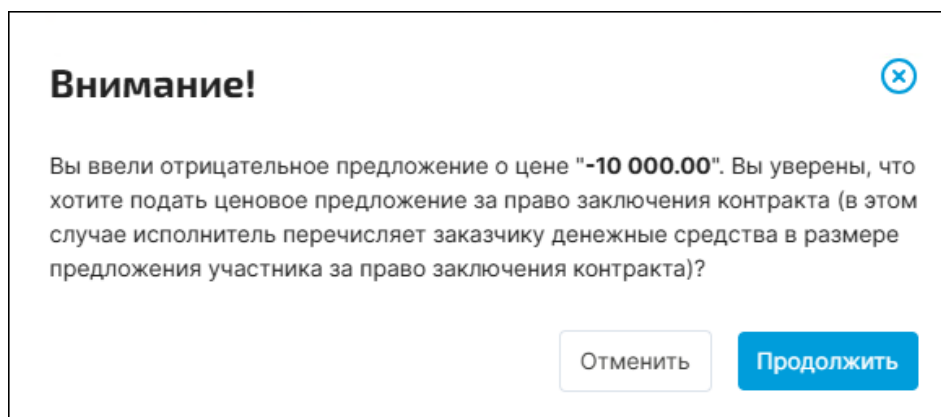 Внимание!
Вы ввели отрицательное предложение о цене "-10 000.00". Вы уверены, что
хотите подать ценовое предложение за право заключения контракта (в этом
случае исполнитель перечисляет заказчику денежные средства в размере
предложения участника за право заключения контракта)?
Отменить
Продолжить